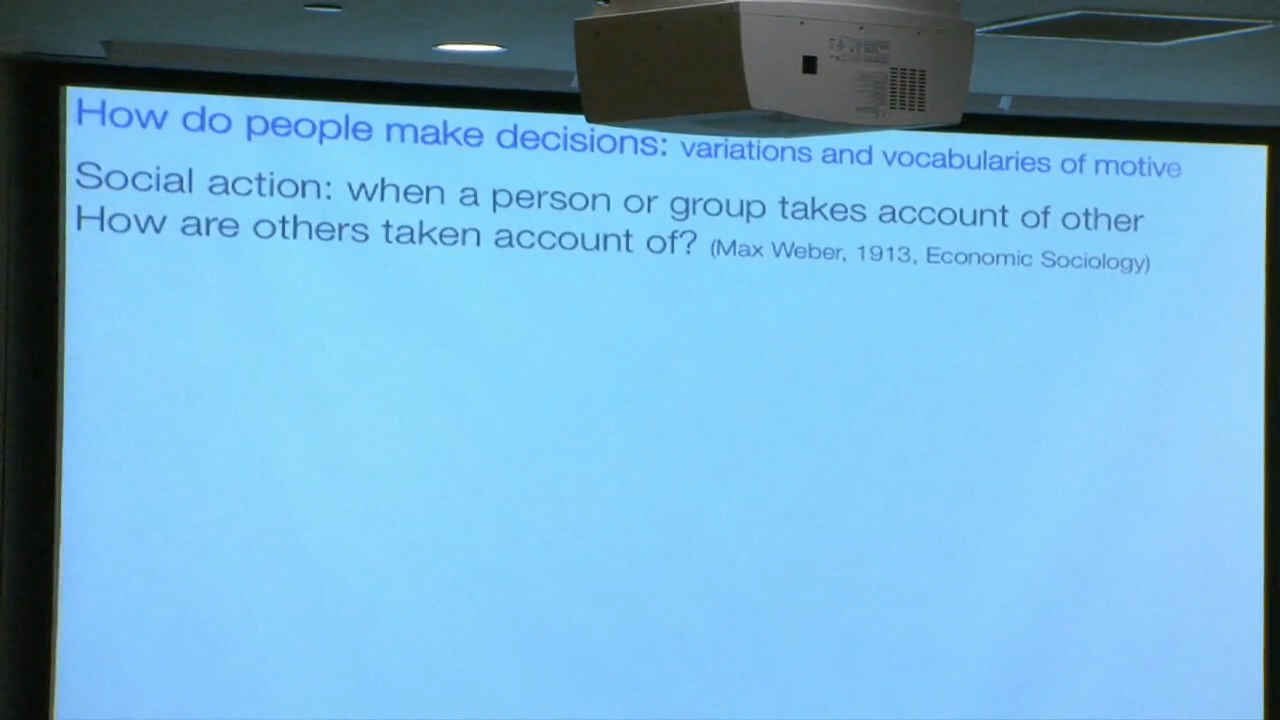 How do people make decisions: variations and vocabularies of motive
Social action: when a person or group takes account of other
How are others taken account of? (Max Weber, 1913, Economic Sociology)